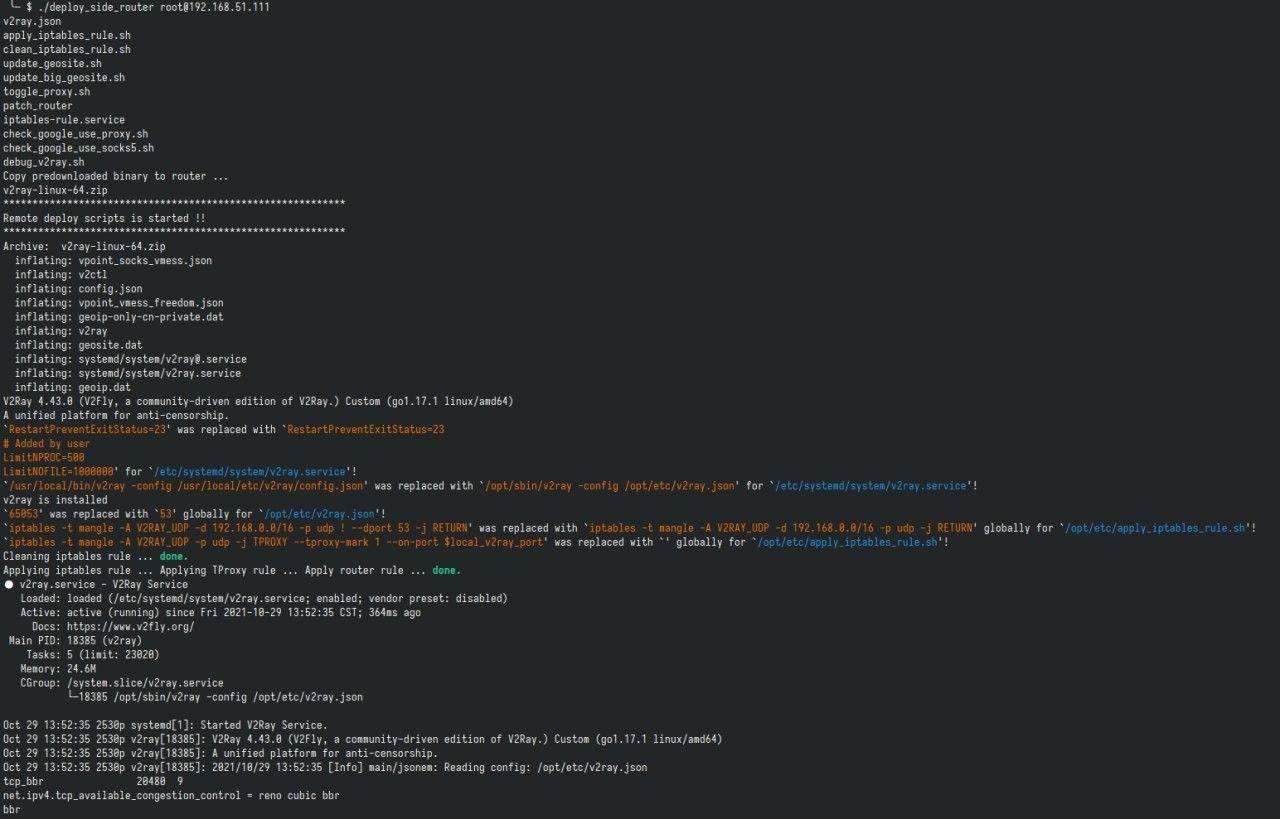 ╰─ $ ./deploy_side_router root@192.168.51.111
v2ray.json
apply_iptables_rule.sh
clean_iptables_rule.sh
update_geosite.sh
update_big_geosite.sh
toggle_proxy.sh
patch_router
iptables-rule.service
check_google_use_proxy.sh
check_google_use_socks5.sh
debug_v2ray.sh
Copy predownloaded binary to router ...
v2ray-linux-64.zip
***********************************************************
Remote deploy scripts is started !!
***********************************************************
Archive:  v2ray-linux-64.zip
  inflating: vpoint_socks_vmess.json
  inflating: v2ctl
  inflating: config.json
  inflating: vpoint_vmess_freedom.json
  inflating: geoip-only-cn-private.dat
  inflating: v2ray
  inflating: geosite.dat
  inflating: systemd/system/v2ray@.service
  inflating: systemd/system/v2ray.service
  inflating: geoip.dat
V2Ray 4.43.0 (V2Fly, a community-driven edition of V2Ray.) Custom (go1.17.1 linux/amd64)
A unified platform for anti-censorship.
`RestartPreventExitStatus=23' was replaced with `RestartPreventExitStatus=23
# Added by user
LimitNPROC=500
LimitNOFILE=1000000' for `/etc/systemd/system/v2ray.service'!
`/usr/local/bin/v2ray -config /usr/local/etc/v2ray/config.json' was replaced with `/opt/sbin/v2ray -config /opt/etc/v2ray.json' for `/etc/systemd/system/v2ray.service'!
v2ray is installed
`65053' was replaced with `53' globally for `/opt/etc/v2ray.json'!
`iptables -t mangle -A V2RAY_UDP -d 192.168.0.0/16 -p udp ! --dport 53 -j RETURN' was replaced with `iptables -t mangle -A V2RAY_UDP -d 192.168.0.0/16 -p udp -j RETURN' globally for `/opt/etc/apply_iptables_rule.sh'!
`iptables -t mangle -A V2RAY_UDP -p udp -j TPROXY --tproxy-mark 1 --on-port $local_v2ray_port' was replaced with `' globally for `/opt/etc/apply_iptables_rule.sh'!
Cleaning iptables rule ... done.
Applying iptables rule ... Applying TProxy rule ... Apply router rule ... done.
● v2ray.service - V2Ray Service
   Loaded: loaded (/etc/systemd/system/v2ray.service; enabled; vendor preset: disabled)
   Active: active (running) since Fri 2021-10-29 13:52:35 CST; 364ms ago
     Docs: https://www.v2fly.org/
 Main PID: 18385 (v2ray)
    Tasks: 5 (limit: 23020)
   Memory: 24.6M
   CGroup: /system.slice/v2ray.service
           └─18385 /opt/sbin/v2ray -config /opt/etc/v2ray.json

Oct 29 13:52:35 2530p systemd[1]: Started V2Ray Service.
Oct 29 13:52:35 2530p v2ray[18385]: V2Ray 4.43.0 (V2Fly, a community-driven edition of V2Ray.) Custom (go1.17.1 linux/amd64)
Oct 29 13:52:35 2530p v2ray[18385]: A unified platform for anti-censorship.
Oct 29 13:52:35 2530p v2ray[18385]: 2021/10/29 13:52:35 [Info] main/jsonem: Reading config: /opt/etc/v2ray.json
tcp_bbr                20480  9
net.ipv4.tcp_available_congestion_control = reno cubic bbr
bbr